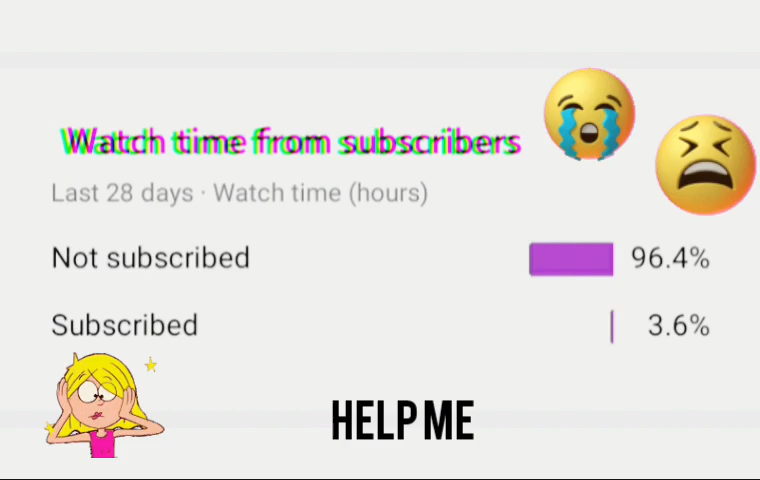 Watch time from subscribers
Last 28 days · Watch time (hours)
Not subscribed 96.4%
Subscribed 3.6%
HELP ME